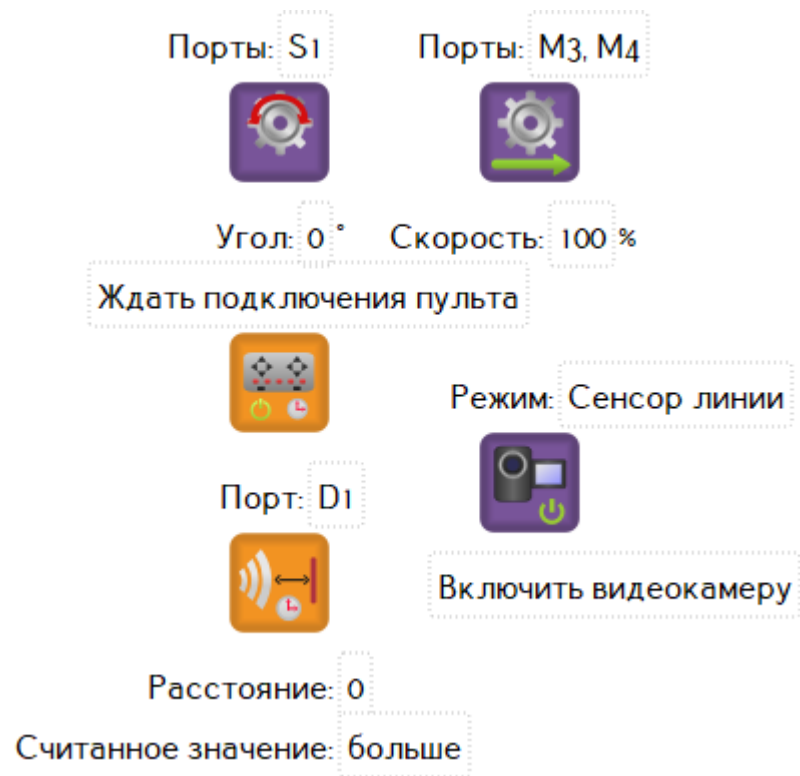 Порты: S1 Порты: M3, M4
Угол: 0 ° Скорость: 100 %
Ждать подключения пульта
Режим: Сенсор линии
Порт: D1
Включить видеокамеру
Расстояние: 0
Считанное значение: больше